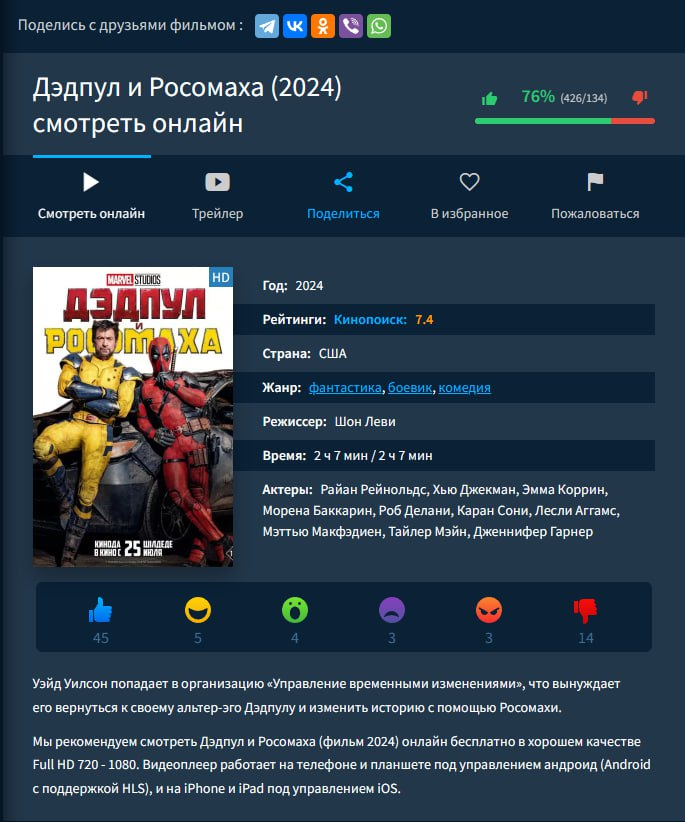 Поделись с друзьями фильмом :
Дэдпул и Росомаха (2024)
смотреть онлайн
76% (426/134)
Смотреть онлайн
Трейлер
Поделиться
В избранное
Пожаловаться
HD
MARVEL STUDIOS
ДЭДПУЛ
И
РОСОМАХА
КИНОДА
В КИНО С 25 ШІЛДЕДЕ
ИЮЛЯ
Год: 2024
Рейтинги: Кинопоиск: 7.4
Страна: США
Жанр: фантастика, боевик, комедия
Режиссер: Шон Леви
Время: 2 ч 7 мин / 2 ч 7 мин
Актеры: Райан Рейнольдс, Хью Джекман, Эмма Коррин,
Морена Баккарин, Роб Делани, Каран Сони, Лесли Аггамс,
Мэттью Макфэдиен, Тайлер Мэйн, Дженнифер Гарнер
45
5
4
3
3
14
Уэйд Уилсон попадает в организацию «Управление временными изменениями», что вынуждает
его вернуться к своему альтер-эго Дэдпулу и изменить историю с помощью Росомахи.
Мы рекомендуем смотреть Дэдпул и Росомаха (фильм 2024) онлайн бесплатно в хорошем качестве
Full HD 720 - 1080. Видеоплеер работает на телефоне и планшете под управлением андроид (Android
с поддержкой HLS), и на iPhone и iPad под управлением iOS.